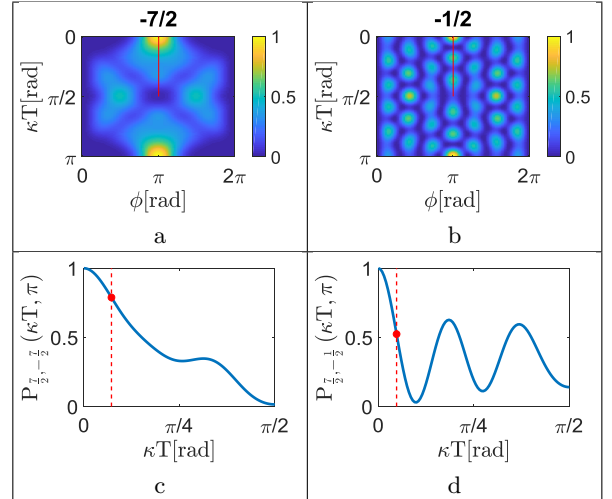 -7/2
-1/2
0
π/2
π
κT[rad]
0
π
2π
ϕ[rad]
1
0.5
0
a
0
π/2
π
κT[rad]
0
π
2π
ϕ[rad]
1
0.5
0
b
1
0.5
0
P_{7/2,-7/2}(κT, π)
0
π/4
π/2
κT[rad]
c
1
0.5
0
P_{7/2,-1/2}(κT, π)
0
π/4
π/2
κT[rad]
d